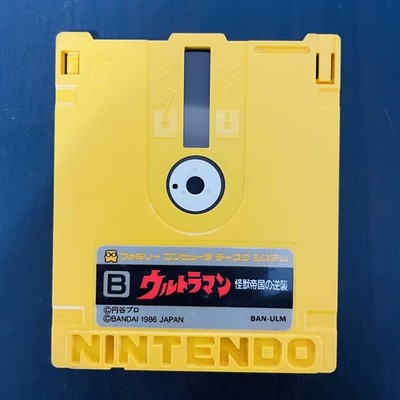 ファミリー コンピュータ ディスク システム
B ウルトラマン 怪獣帝国の逆襲
©円谷プロ
©BANDAI 1986 JAPAN BAN-ULM
NINTENDO